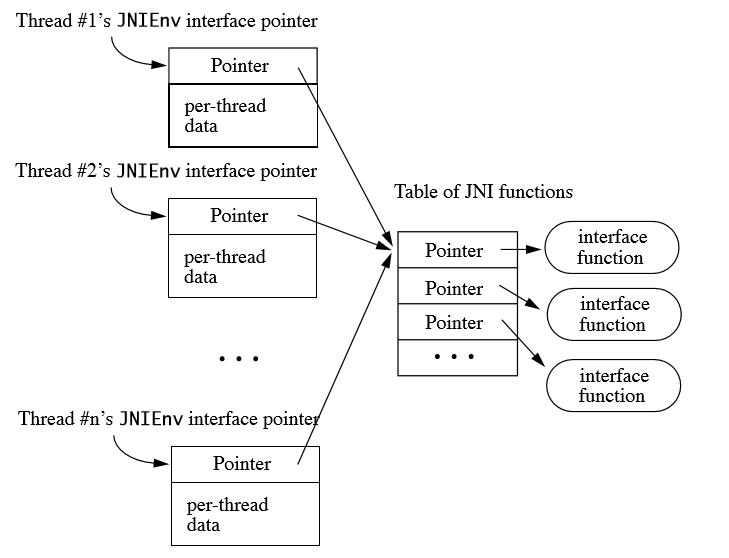 Thread #1’s JNIEnv interface pointer
Pointer
per-thread
data
Thread #2’s JNIEnv interface pointer
Pointer
per-thread
data
• • •
Thread #n’s JNIEnv interface pointer
Pointer
per-thread
data
Table of JNI functions
Pointer
Pointer
Pointer
• • •
interface
function
interface
function
interface
function